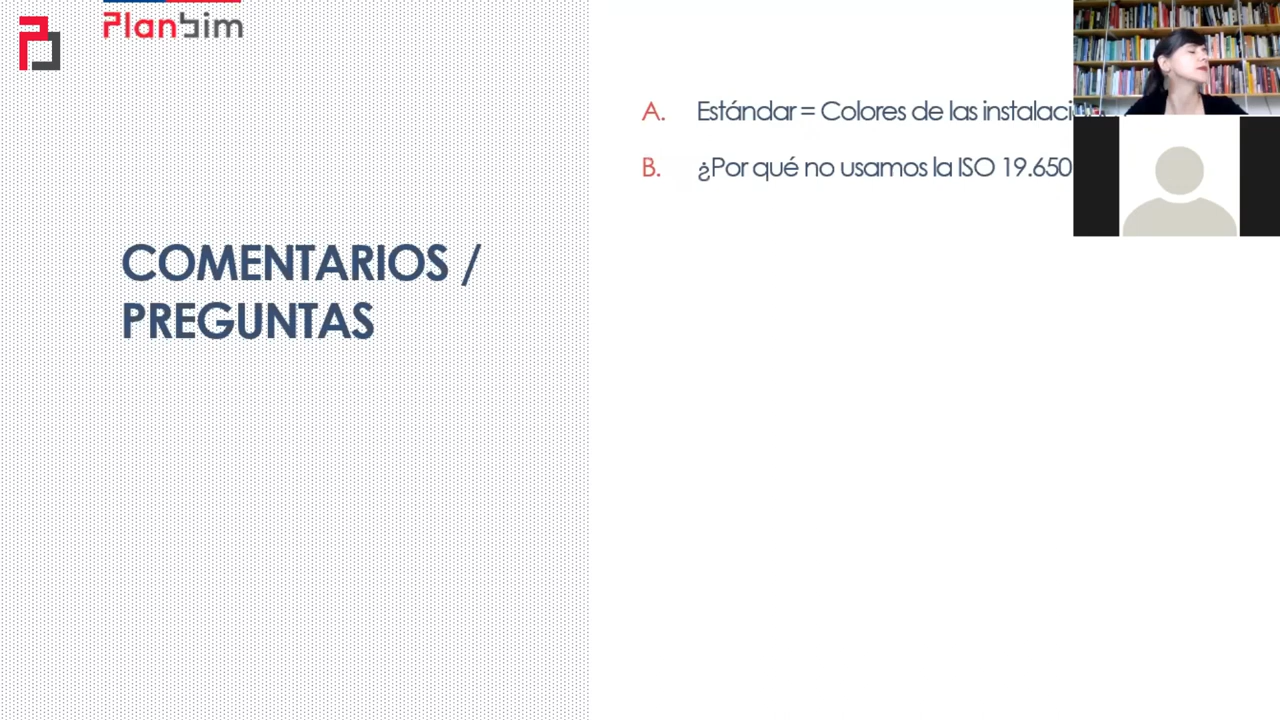 Planbim
A. Estándar = Colores de las
B. ¿Por qué no usamos la ISO 19.650
COMENTARIOS /
PREGUNTAS